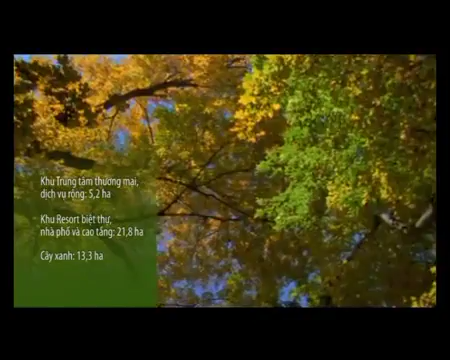 Khu Trung tâm thương mại,
dịch vụ rộng: 5,2 ha
Khu Resort biệt thự,
nhà phố và cao tầng: 21,8 ha
Cây xanh: 13,3 ha